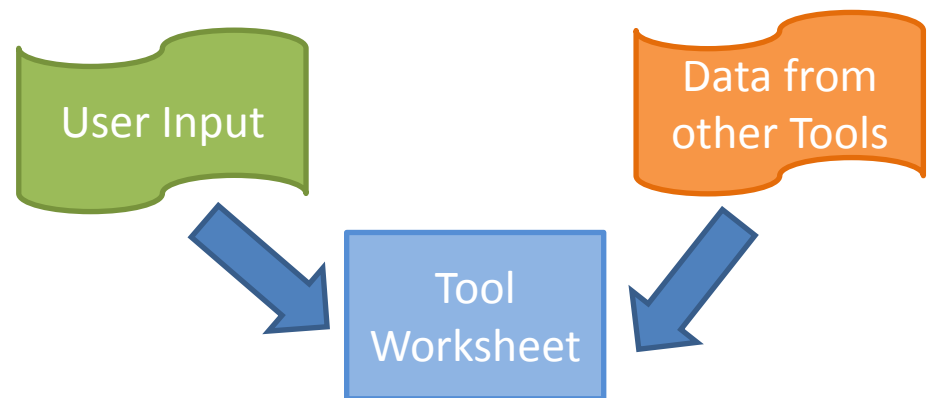 User Input
Data from
other Tools
Tool
Worksheet